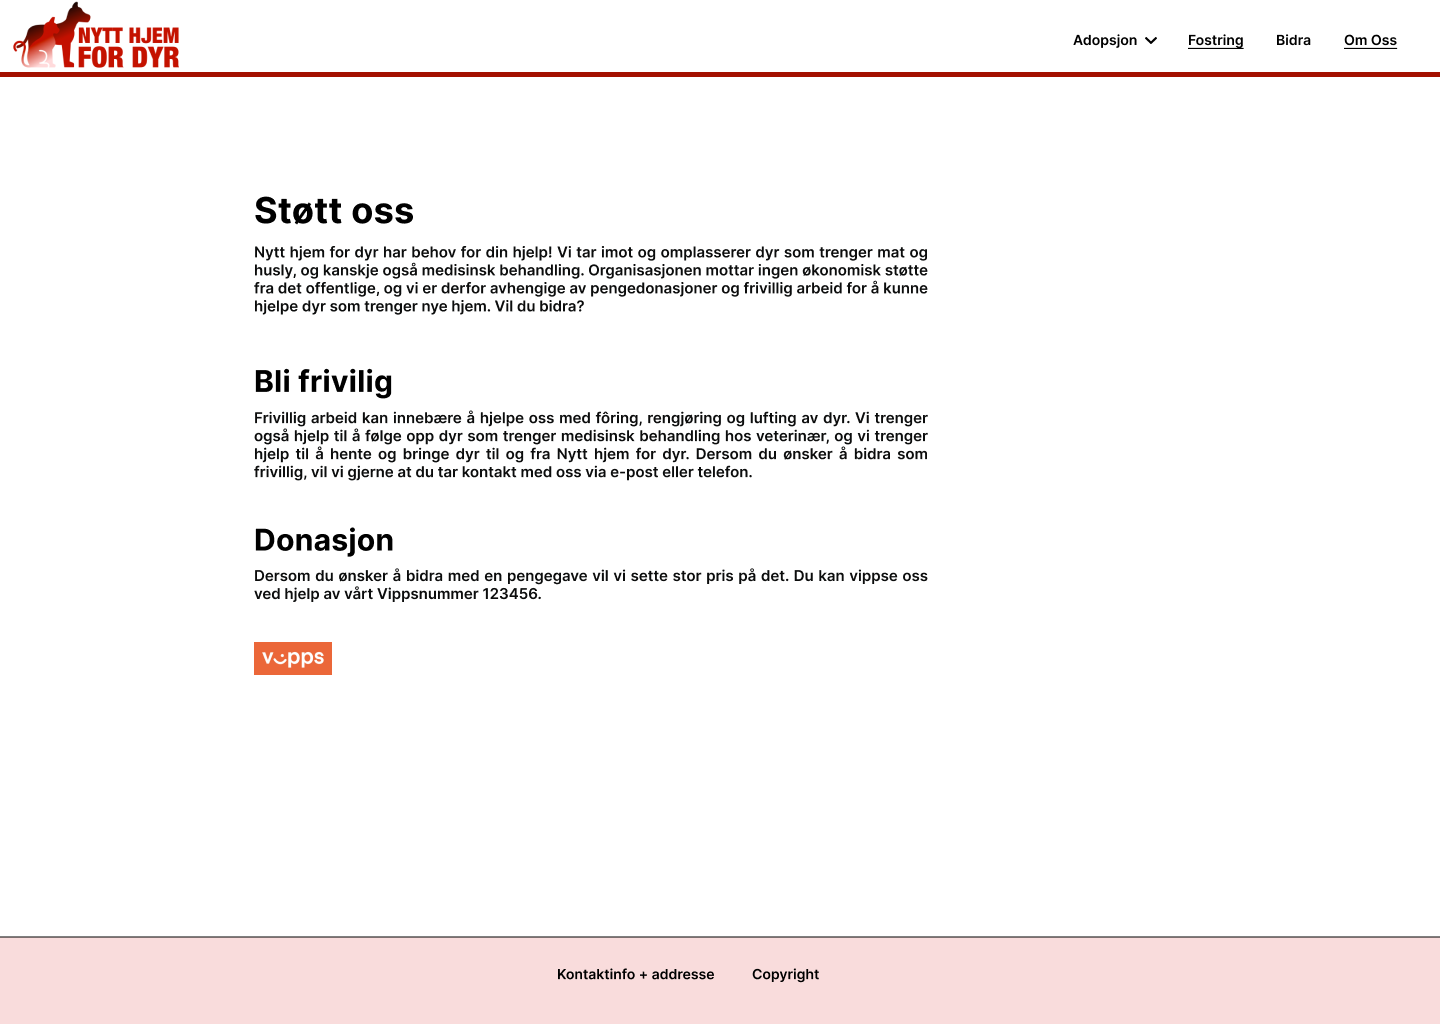 NYTT HJEM
FOR DYR
Adopsjon
Fostring
Bidra
Om Oss
Støtt oss
Nytt hjem for dyr har behov for din hjelp! Vi tar imot og omplasserer dyr som trenger mat og
husly, og kanskje også medisinsk behandling. Organisasjonen mottar ingen økonomisk støtte
fra det offentlige, og vi er derfor avhengige av pengedonasjoner og frivillig arbeid for å kunne
hjelpe dyr som trenger nye hjem. Vil du bidra?
Bli frivilig
Frivillig arbeid kan innebære å hjelpe oss med fôring, rengjøring og lufting av dyr. Vi trenger
også hjelp til å følge opp dyr som trenger medisinsk behandling hos veterinær, og vi trenger
hjelp til å hente og bringe dyr til og fra Nytt hjem for dyr. Dersom du ønsker å bidra som
frivillig, vil vi gjerne at du tar kontakt med oss via e-post eller telefon.
Donasjon
Dersom du ønsker å bidra med en pengegave vil vi sette stor pris på det. Du kan vippse oss
ved hjelp av vårt Vippsnummer 123456.
vipps
Kontaktinfo + addresse
Copyright